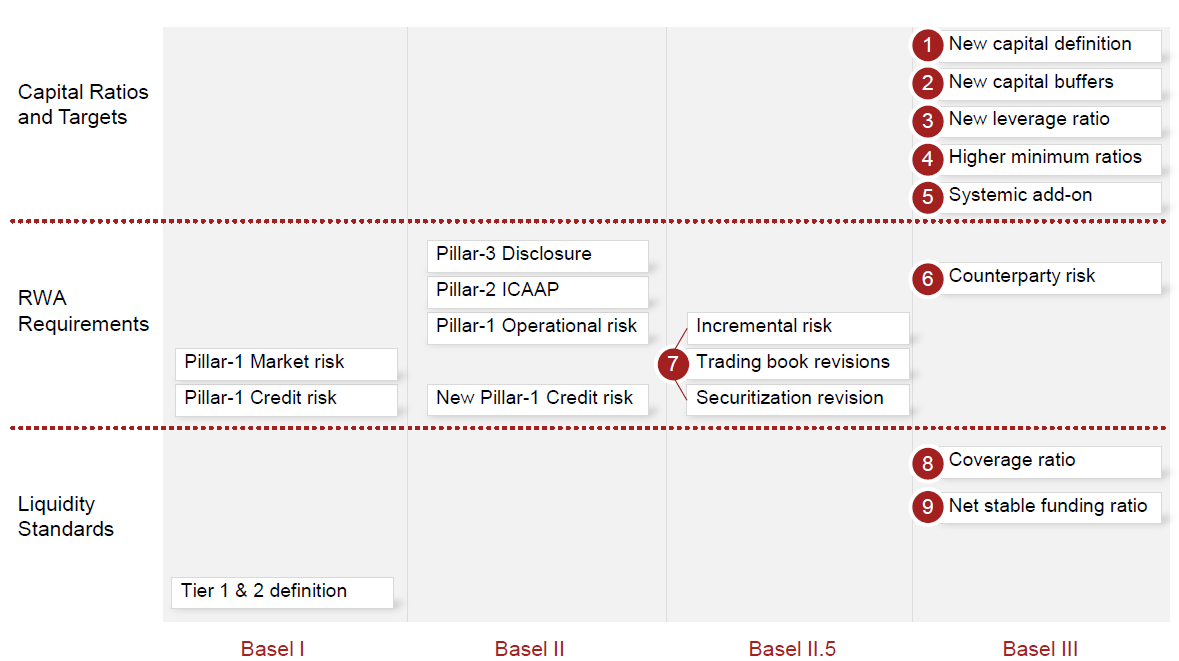 Capital Ratios
and Targets
1 New capital definition
2 New capital buffers
3 New leverage ratio
4 Higher minimum ratios
5 Systemic add-on
RWA
Requirements
Pillar-1 Market risk
Pillar-1 Credit risk
Pillar-3 Disclosure
Pillar-2 ICAAP
Pillar-1 Operational risk
New Pillar-1 Credit risk
7
Incremental risk
Trading book revisions
Securitization revision
6 Counterparty risk
Liquidity
Standards
Tier 1 & 2 definition
8 Coverage ratio
9 Net stable funding ratio
Basel I
Basel II
Basel II.5
Basel III